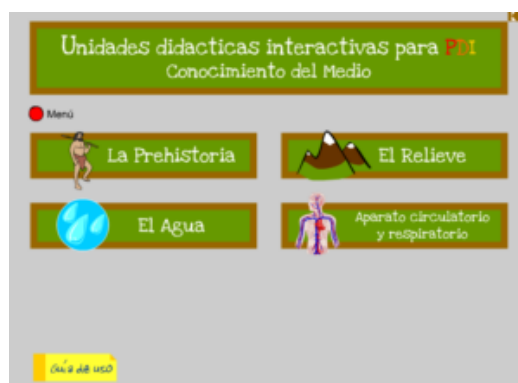 Unidades didacticas interactivas para PDI
Conocimiento del Medio
Menú
La Prehistoria
El Relieve
El Agua
Aparato circulatorio
y respiratorio
Guía de uso